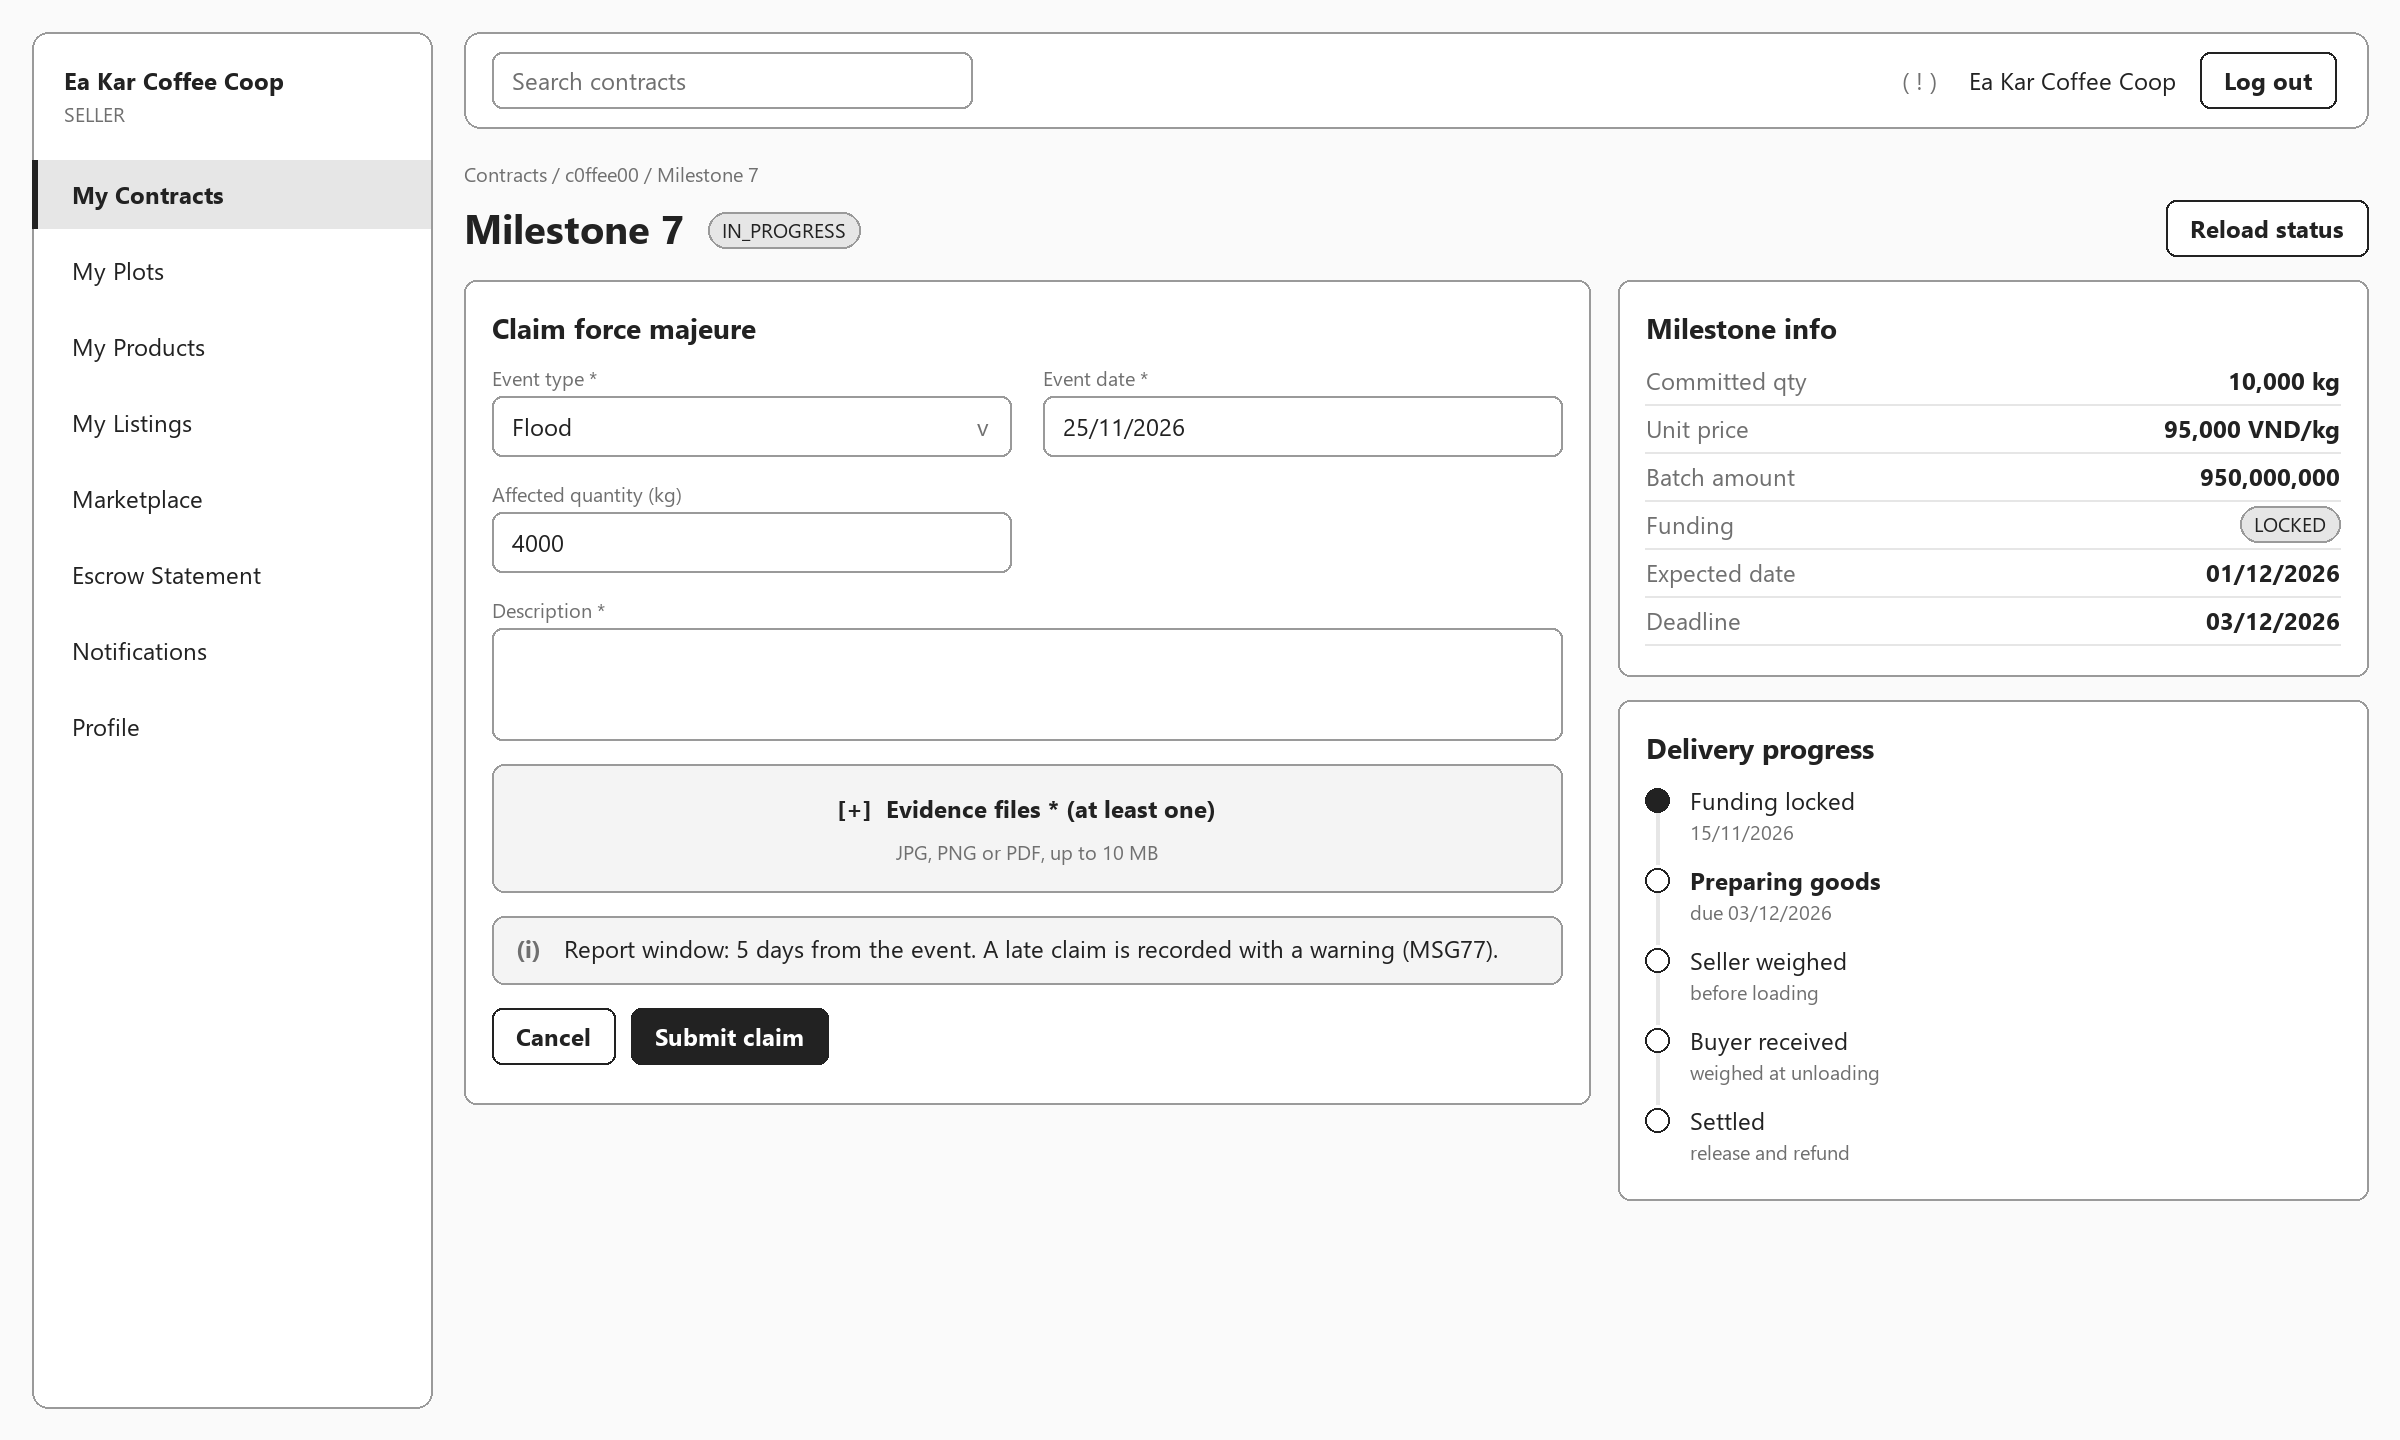 Ea Kar Coffee Coop
SELLER
My Contracts
My Plots
My Products
My Listings
Marketplace
Escrow Statement
Notifications
Profile
Search contracts
( ! )
Ea Kar Coffee Coop
Log out
Contracts / c0ffee00 / Milestone 7
Milestone 7
IN_PROGRESS
Reload status
Claim force majeure
Event type *
Flood
v
Event date *
25/11/2026
Affected quantity (kg)
4000
Description *
[+] Evidence files * (at least one)
JPG, PNG or PDF, up to 10 MB
(i) Report window: 5 days from the event. A late claim is recorded with a warning (MSG77).
Cancel
Submit claim
Milestone info
Committed qty 10,000 kg
Unit price 95,000 VND/kg
Batch amount 950,000,000
Funding LOCKED
Expected date 01/12/2026
Deadline 03/12/2026
Delivery progress
Funding locked
15/11/2026
Preparing goods
due 03/12/2026
Seller weighed
before loading
Buyer received
weighed at unloading
Settled
release and refund